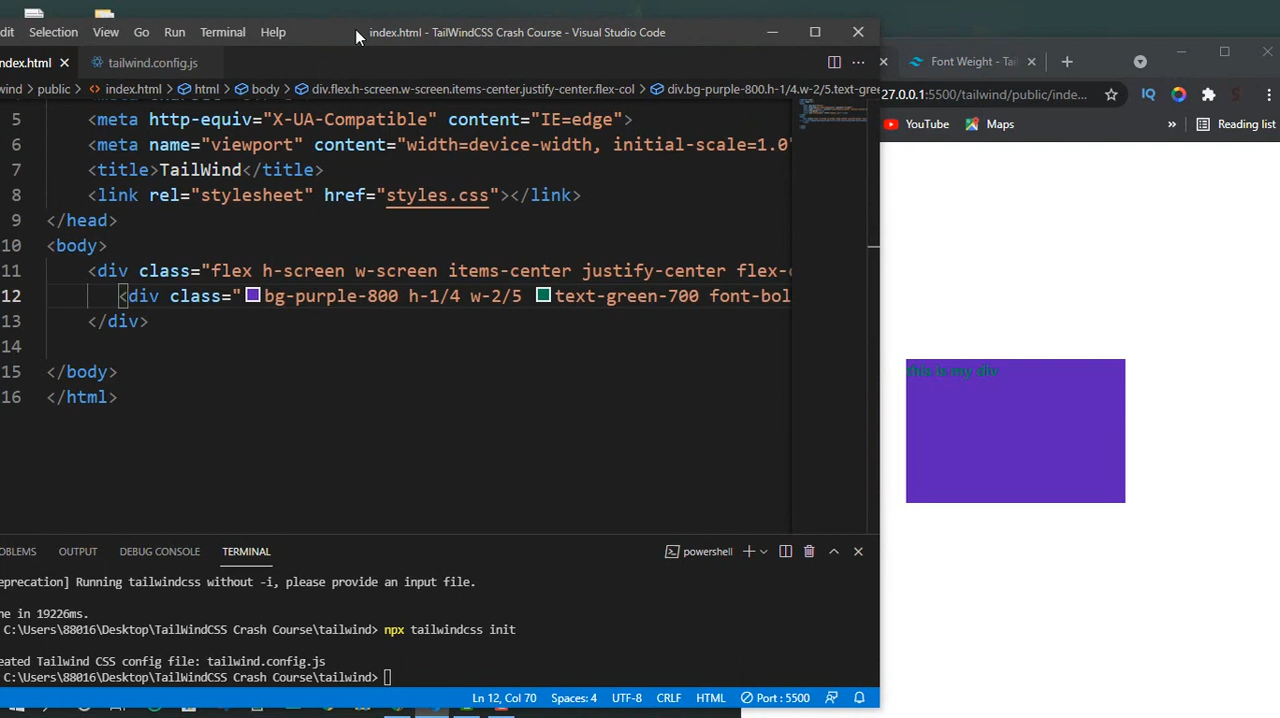 dit Selection View Go Run Terminal Help index.html - TailWindCSS Crash Course - Visual Studio Code
index.html tailwind.config.js
wind > public > index.html > html > body > div.flex.h-screen.w-screen.items-center.justify-center.flex-col > div.bg-purple-800.h-1/4.w-2/5.text-gree
5 <meta http-equiv="X-UA-Compatible" content="IE=edge">
6 <meta name="viewport" content="width=device-width, initial-scale=1.0"
7 <title>TailWind</title>
8 <link rel="stylesheet" href="styles.css"></link>
9 </head>
10 <body>
11 <div class="flex h-screen w-screen items-center justify-center flex-c
12 <div class="bg-purple-800 h-1/4 w-2/5 text-green-700 font-bol
13 </div>
14
15 </body>
16 </html>
OBLEMS OUTPUT DEBUG CONSOLE TERMINAL powershell
eprecation] Running tailwindcss without -i, please provide an input file.
ne in 19226ms.
C:\Users\88016\Desktop\TailWindCSS Crash Course\tailwind> npx tailwindcss init
eated Tailwind CSS config file: tailwind.config.js
C:\Users\88016\Desktop\TailWindCSS Crash Course\tailwind>
Ln 12, Col 70 Spaces: 4 UTF-8 CRLF HTML Port : 5500
Font Weight - Tail
27.0.0.1:5500/tailwind/public/inde... IQ S
YouTube Maps » Reading list
this is my div